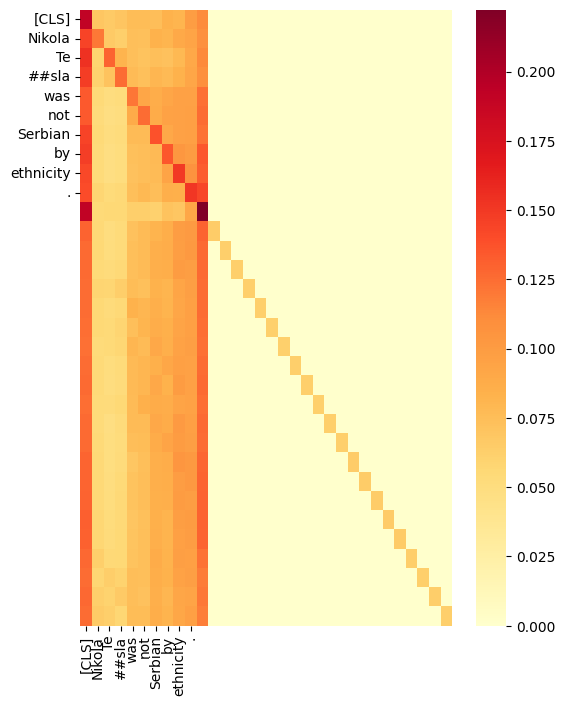 [CLS]
Nikola
Te
##sla
was
not
Serbian
by
ethnicity
.
[CLS]
Nikola
Te
##sla
was
not
Serbian
by
ethnicity
.
0.200
0.175
0.150
0.125
0.100
0.075
0.050
0.025
0.000